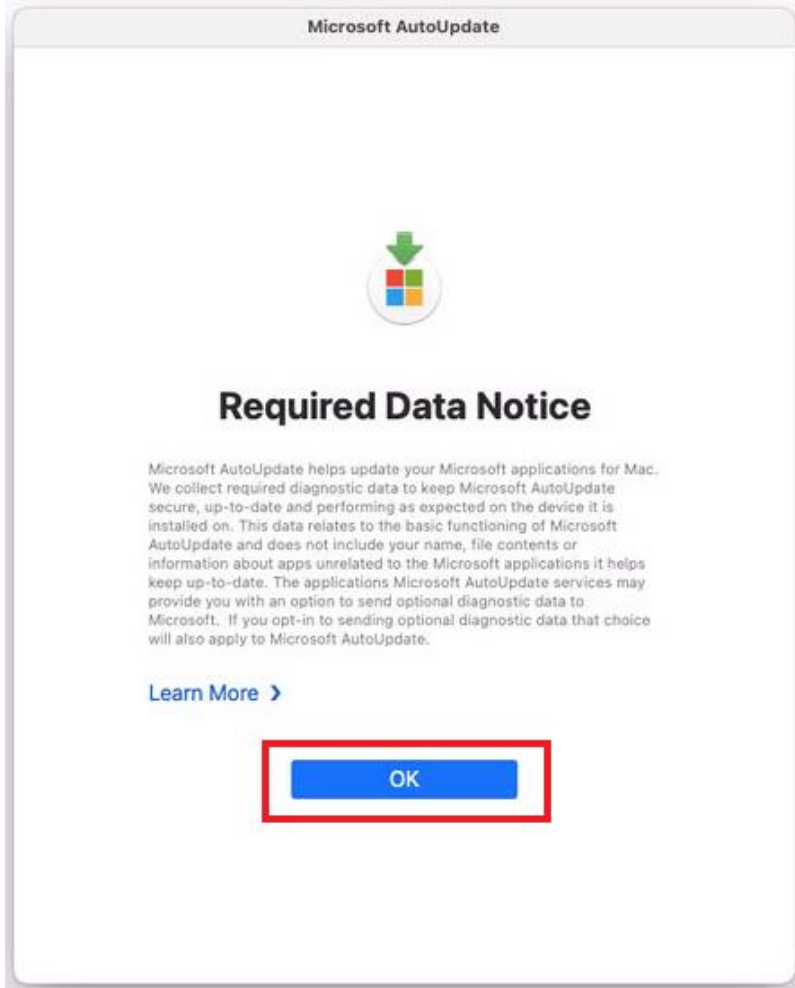 Microsoft AutoUpdate
Required Data Notice
Microsoft AutoUpdate helps update your Microsoft applications for Mac.
We collect required diagnostic data to keep Microsoft AutoUpdate
secure, up-to-date and performing as expected on the device it is
installed on. This data relates to the basic functioning of Microsoft
AutoUpdate and does not include your name, file contents or
information about apps unrelated to the Microsoft applications it helps
keep up-to-date. The applications Microsoft AutoUpdate services may
provide you with an option to send optional diagnostic data to
Microsoft. If you opt-in to sending optional diagnostic data that choice
will also apply to Microsoft AutoUpdate.
Learn More ❯
OK